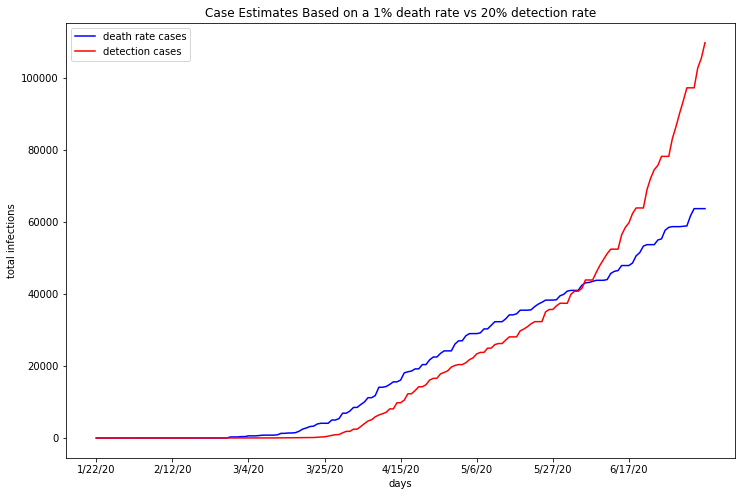 Case Estimates Based on a 1% death rate vs 20% detection rate
death rate cases
detection cases
100000
80000
60000
40000
20000
0
total infections
1/22/20 2/12/20 3/4/20 3/25/20 4/15/20 5/6/20 5/27/20 6/17/20
days